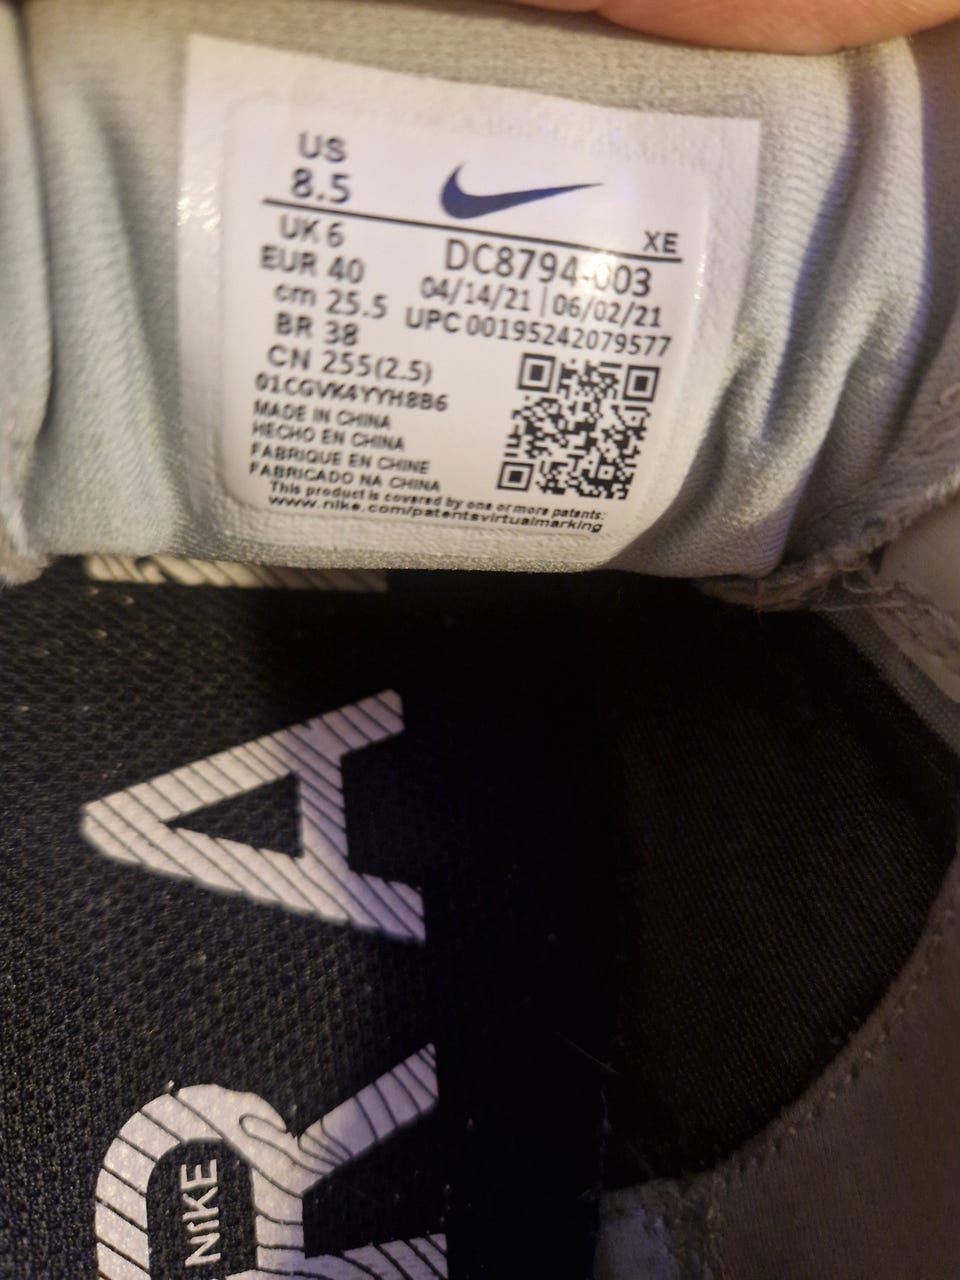 US
8.5
XE
UK 6
EUR 40
cm 25.5
BR 38
CN 255(2.5)
DC8794-003
04/14/21 | 06/02/21
UPC 00195242079577
01CGVK4YYH8B6
MADE IN CHINA
HECHO EN CHINA
FABRIQUE EN CHINE
FABRICADO NA CHINA
This product is covered by one or more patents:
www.nike.com/patentsvirtualmarking
RA
NIKE